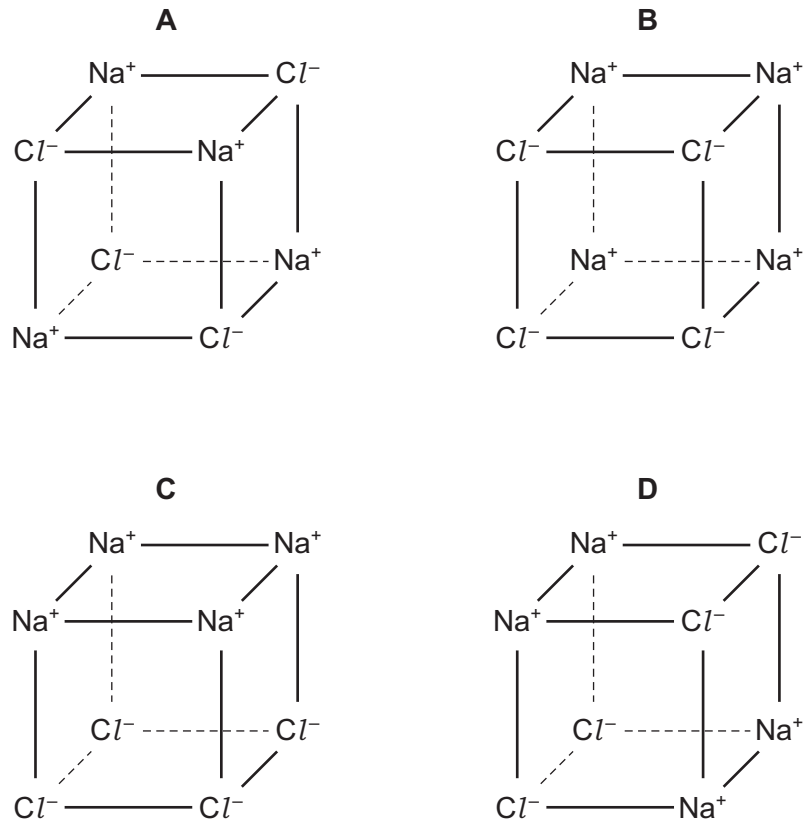 A B
Na⁺ Cl⁻ Na⁺ Na⁺
Cl⁻ Na⁺ Cl⁻ Cl⁻
Cl⁻ Na⁺ Na⁺ Na⁺
Na⁺ Cl⁻ Cl⁻ Cl⁻
C D
Na⁺ Na⁺ Na⁺ Cl⁻
Na⁺ Na⁺ Na⁺ Cl⁻
Cl⁻ Cl⁻ Cl⁻ Na⁺
Cl⁻ Cl⁻ Cl⁻ Na⁺